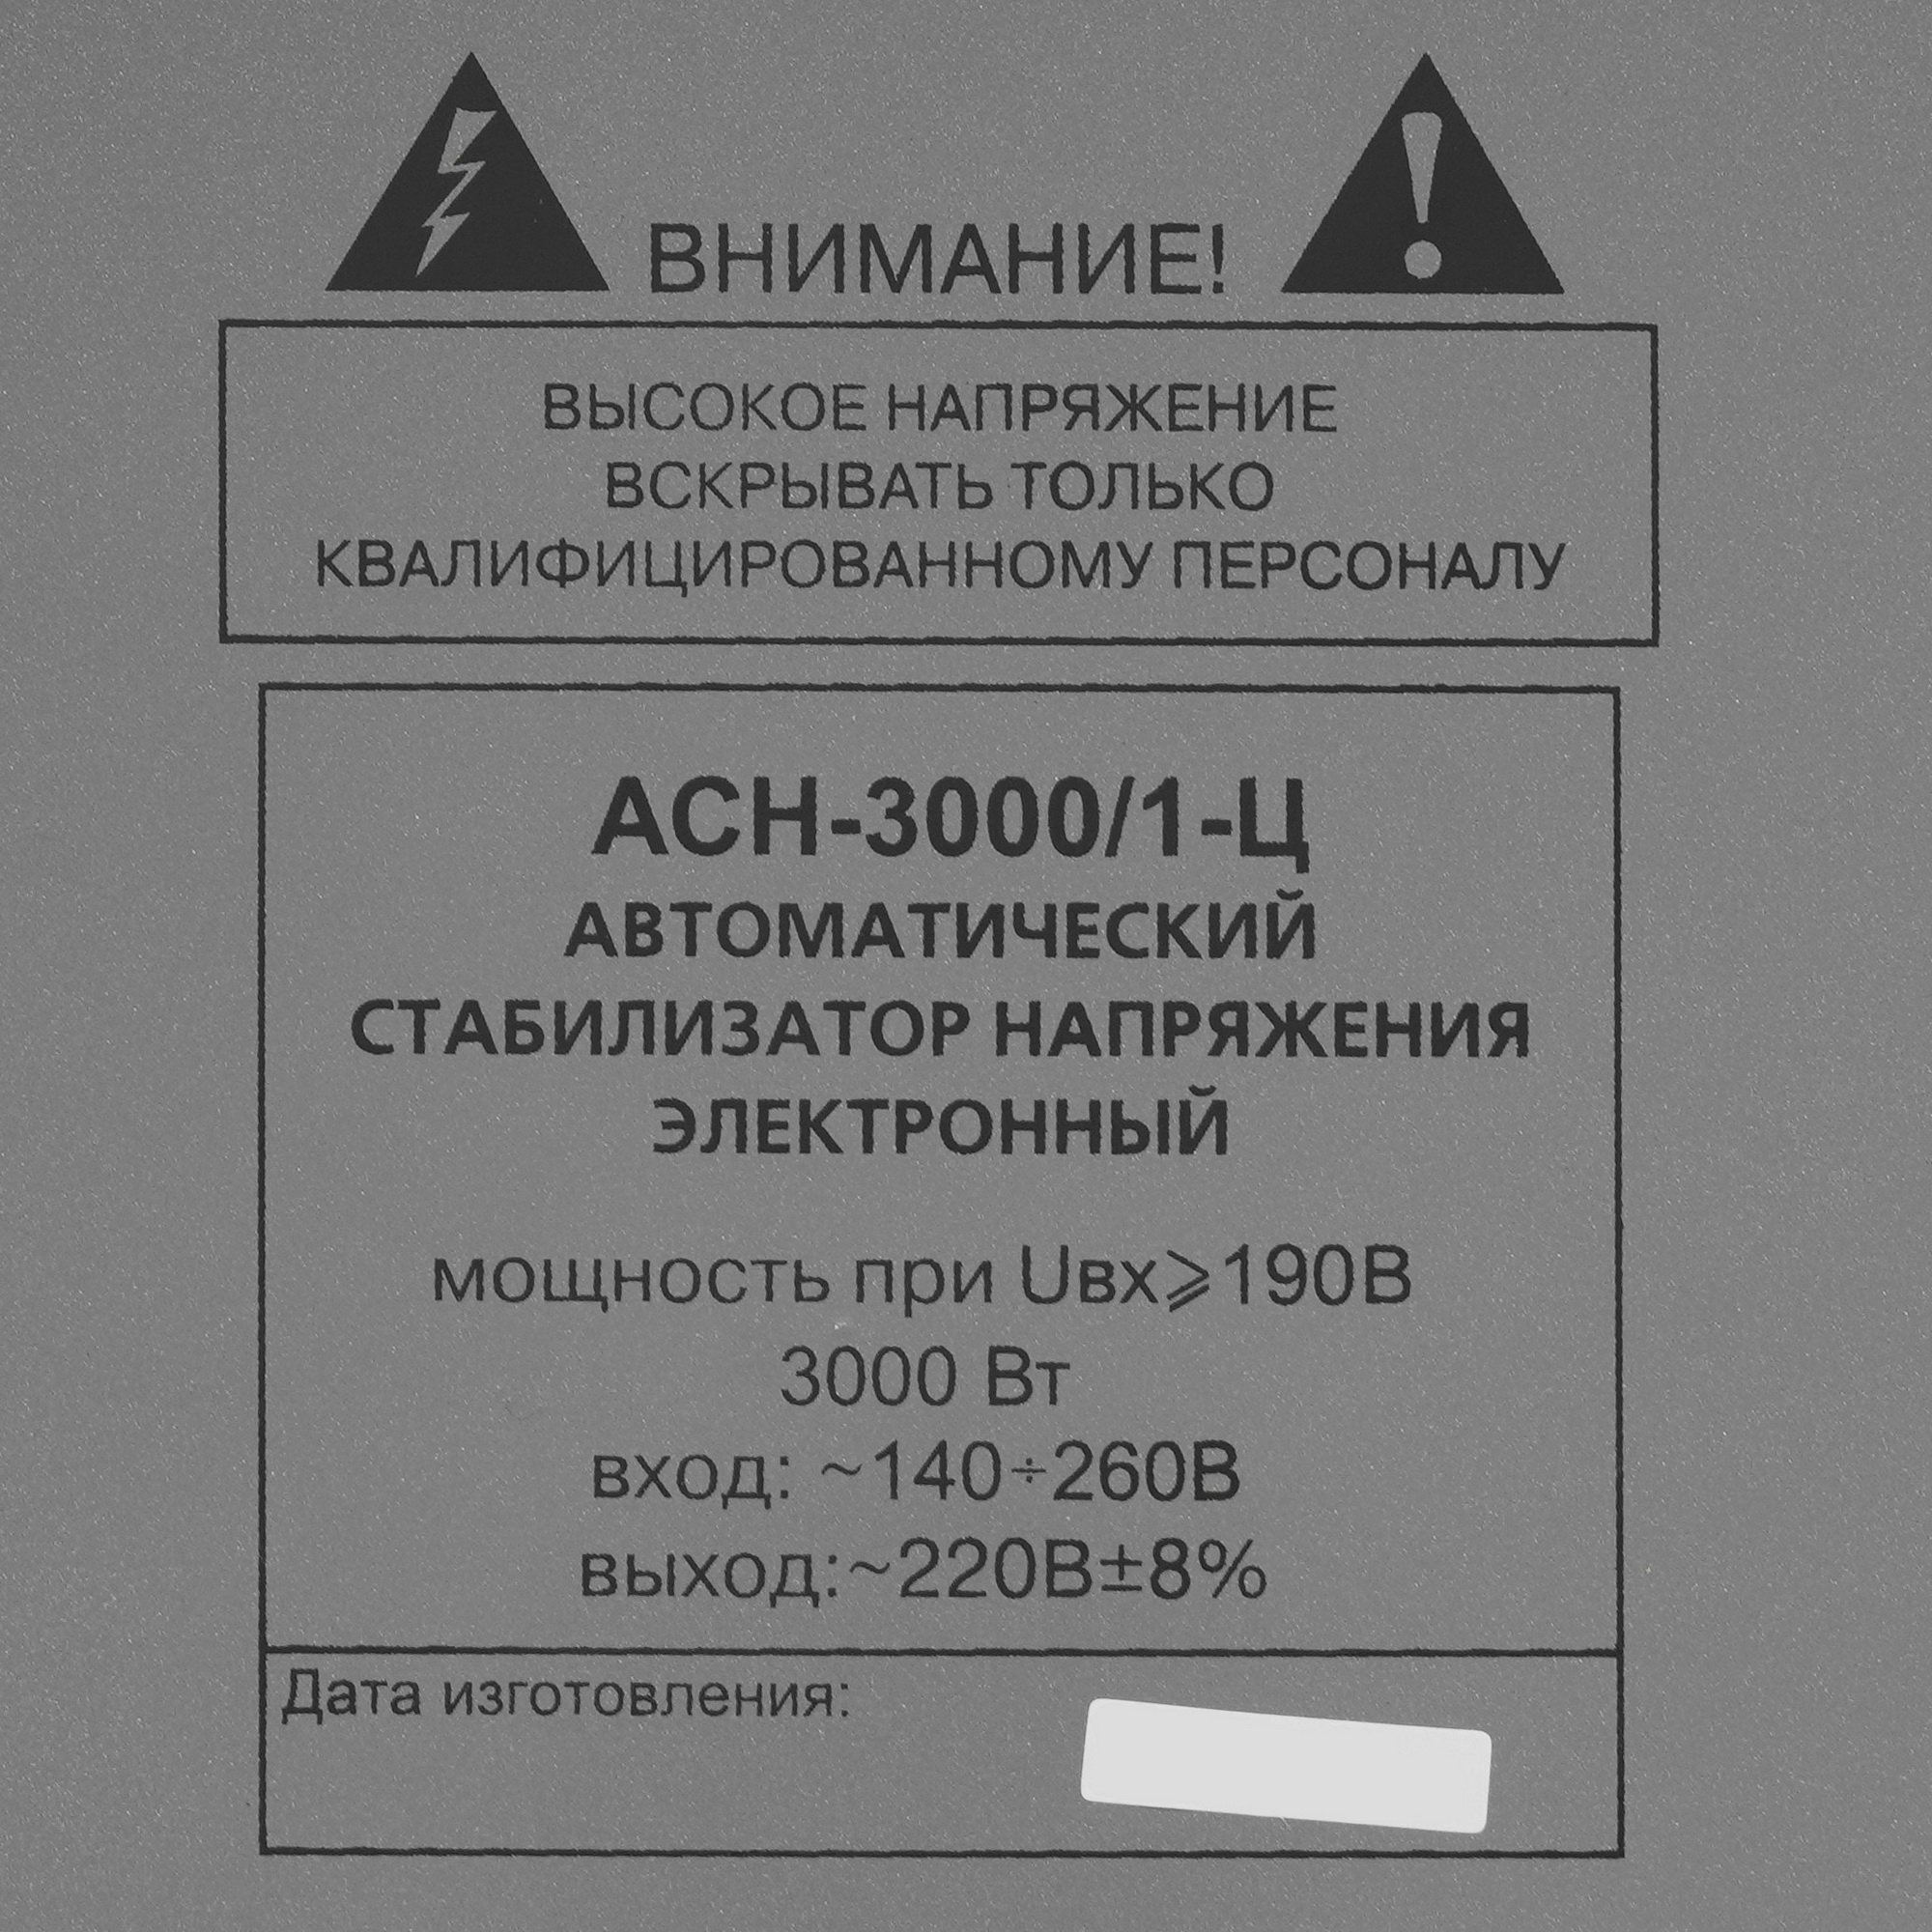 ВНИМАНИЕ!
ВЫСОКОЕ НАПРЯЖЕНИЕ
ВСКРЫВАТЬ ТОЛЬКО
КВАЛИФИЦИРОВАННОМУ ПЕРСОНАЛУ
АСН-3000/1-Ц
АВТОМАТИЧЕСКИЙ
СТАБИЛИЗАТОР НАПРЯЖЕНИЯ
ЭЛЕКТРОННЫЙ
мощность при Uвх⩾190В
3000 Вт
вход: ~140÷260В
выход:~220В±8%
Дата изготовления: